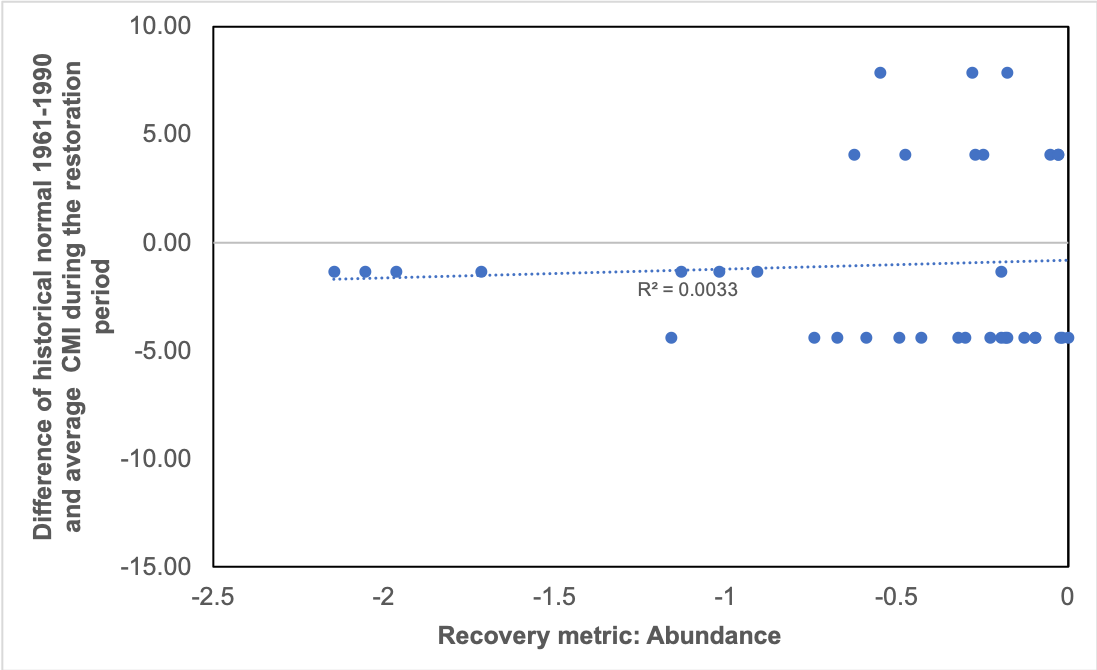 Difference of historical normal 1961-1990
and average CMI during the restoration
period
10.00
5.00
0.00
-5.00
-10.00
-15.00
R² = 0.0033
-2.5 -2 -1.5 -1 -0.5 0
Recovery metric: Abundance